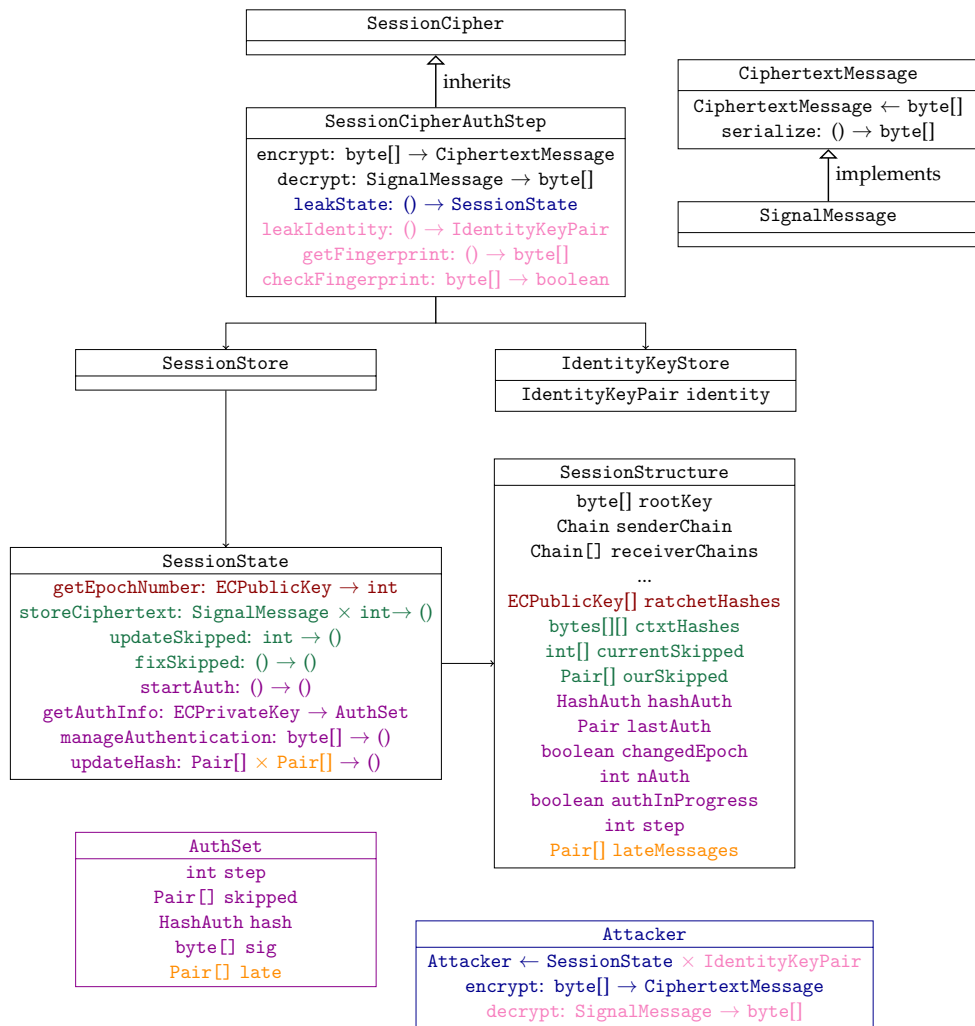 SessionCipher
inherits
CiphertextMessage
CiphertextMessage ← byte[]
serialize: () → byte[]
implements
SignalMessage
SessionCipherAuthStep
encrypt: byte[] → CiphertextMessage
decrypt: SignalMessage → byte[]
leakState: () → SessionState
leakIdentity: () → IdentityKeyPair
getFingerprint: () → byte[]
checkFingerprint: byte[] → boolean
SessionStore
IdentityKeyStore
IdentityKeyPair identity
SessionState
getEpochNumber: ECPublicKey → int
storeCiphertext: SignalMessage × int→ ()
updateSkipped: int → ()
fixSkipped: () → ()
startAuth: () → ()
getAuthInfo: ECPrivateKey → AuthSet
manageAuthentication: byte[] → ()
updateHash: Pair[] × Pair[] → ()
SessionStructure
byte[] rootKey
Chain senderChain
Chain[] receiverChains
...
ECPublicKey[] ratchetHashes
bytes[][] ctxtHashes
int[] currentSkipped
Pair[] ourSkipped
HashAuth hashAuth
Pair lastAuth
boolean changedEpoch
int nAuth
boolean authInProgress
int step
Pair[] lateMessages
AuthSet
int step
Pair[] skipped
HashAuth hash
byte[] sig
Pair[] late
Attacker
Attacker ← SessionState × IdentityKeyPair
encrypt: byte[] → CiphertextMessage
decrypt: SignalMessage → byte[]